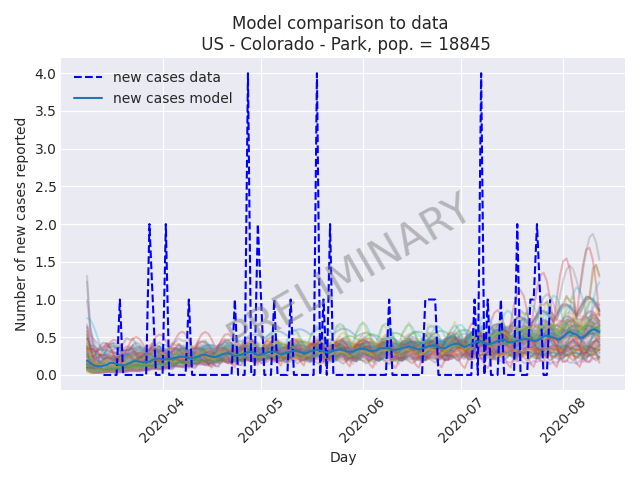 Model comparison to data
US - Colorado - Park, pop. = 18845
new cases data
new cases model
PRELIMINARY
Number of new cases reported
4.0
3.5
3.0
2.5
2.0
1.5
1.0
0.5
0.0
2020-04
2020-05
2020-06
2020-07
2020-08
Day